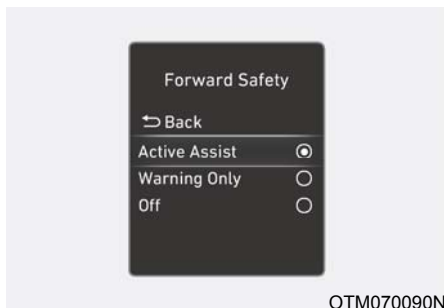 Forward Safety
Back
Active Assist
Warning Only
Off
OTM070090N